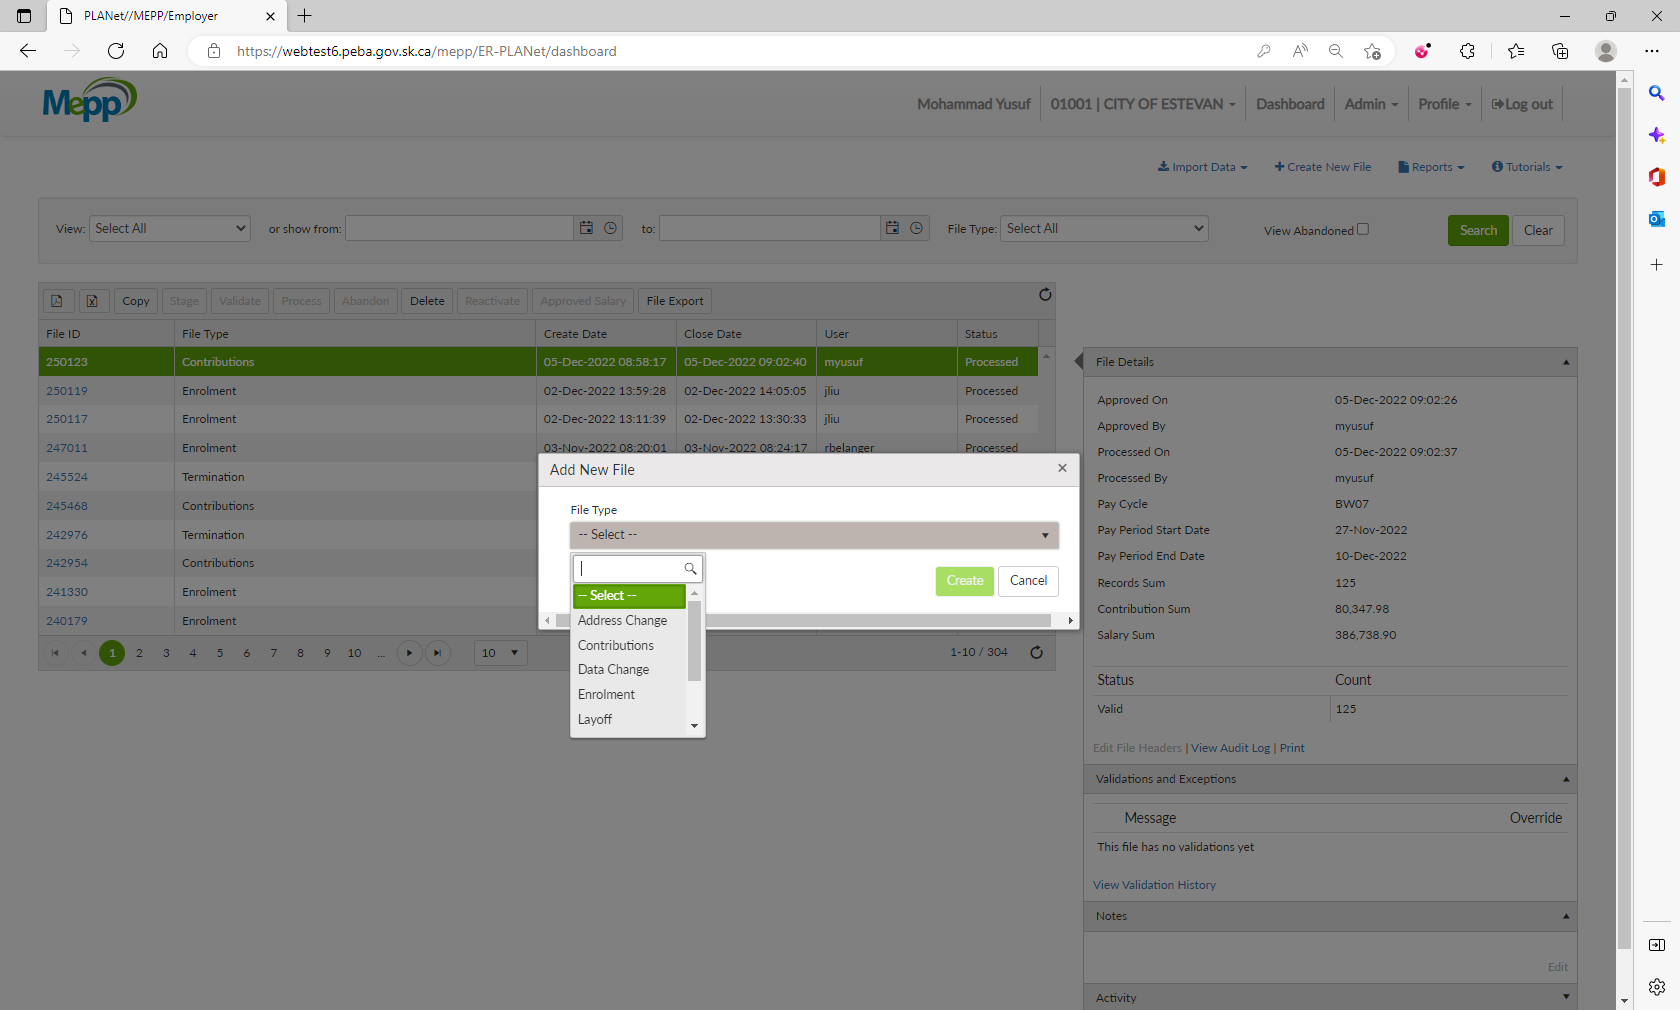 PLANet//MEPP/Employer
https://webtest6.peba.gov.sk.ca/mepp/ER-PLANet/dashboard
Mepp
Mohammad Yusuf
01001 | CITY OF ESTEVAN
Dashboard
Admin
Profile
Log out
Import Data
Create New File
Reports
Tutorials
View: Select All
or show from:
to:
File Type: Select All
View Abandoned
Search
Clear
Copy
Stage
Validate
Process
Abandon
Delete
Reactivate
Approved Salary
File Export
File ID File Type Create Date Close Date User Status
250123 Contributions 05-Dec-2022 08:58:17 05-Dec-2022 09:02:40 myusuf Processed
250119 Enrolment 02-Dec-2022 13:59:28 02-Dec-2022 14:05:05 jliu Processed
250117 Enrolment 02-Dec-2022 13:11:39 02-Dec-2022 13:30:33 jliu Processed
247011 Enrolment 03-Nov-2022 08:20:01 03-Nov-2022 08:24:17 rbelanger Processed
245524 Termination
245468 Contributions
242976 Termination
242954 Contributions
241330 Enrolment
240179 Enrolment
1 2 3 4 5 6 7 8 9 10 ...
10
1-10 / 304
Add New File
File Type
-- Select --
-- Select --
Address Change
Contributions
Data Change
Enrolment
Layoff
Create
Cancel
File Details
Approved On 05-Dec-2022 09:02:26
Approved By myusuf
Processed On 05-Dec-2022 09:02:37
Processed By myusuf
Pay Cycle BW07
Pay Period Start Date 27-Nov-2022
Pay Period End Date 10-Dec-2022
Records Sum 125
Contribution Sum 80,347.98
Salary Sum 386,738.90
Status Count
Valid 125
Edit File Headers | View Audit Log | Print
Validations and Exceptions
Message Override
This file has no validations yet
View Validation History
Notes
Edit
Activity